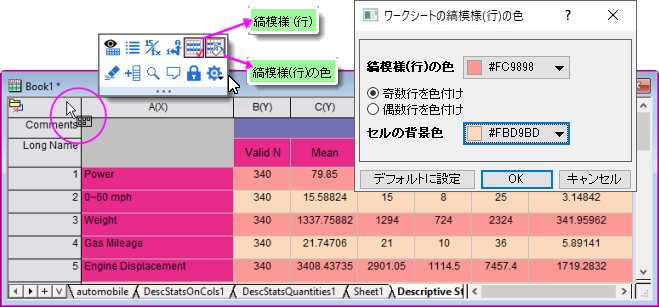 縞模様 (行)
縞模様(行)の色
ワークシートの縞模様(行)の色
縞模様(行)の色 #FC9898
奇数行を色付け
偶数行を色付け
セルの背景色 #FBD9BD
デフォルトに設定 OK キャンセル
Book1 *
A(X) B(Y) C(Y)
Comments
Long Name Valid N Mean
1 Power 340 79.85
2 0~60 mph 340 15.58824 15 8 25 3.14842
3 Weight 340 1337.75882 1294 724 2324 341.95962
4 Gas Mileage 340 21.74706 21 10 36 5.89141
5 Engine Displacement 340 3408.43735 2901.05 1114.5 7457.4 1719.2832
automobile DescStatsOnCols1 DescStatsQuantities1 Sheet1 Descriptive St